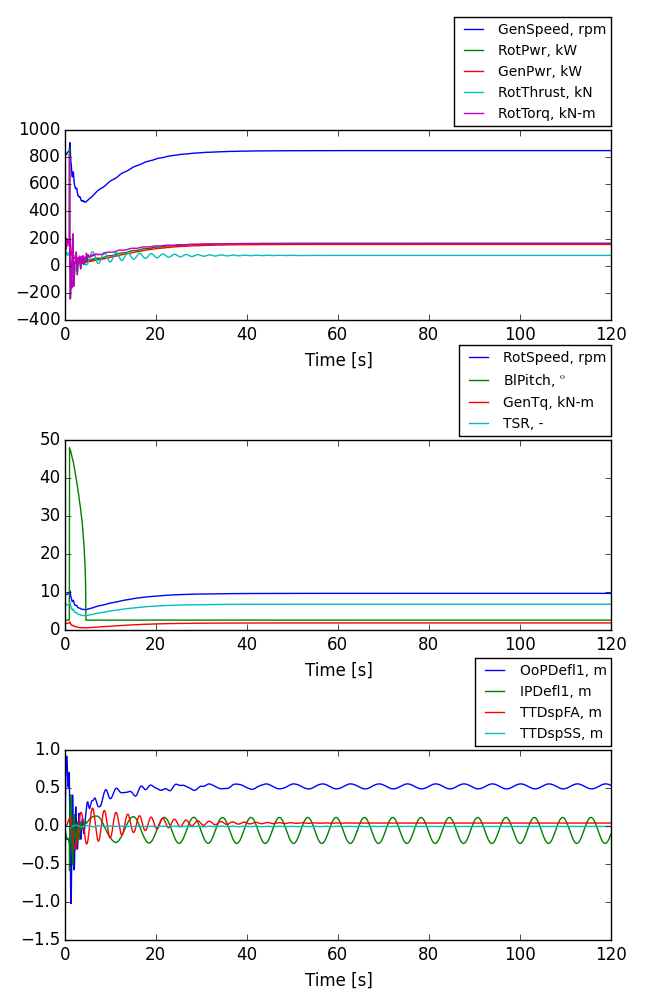 GenSpeed, rpm
RotPwr, kW
GenPwr, kW
RotThrust, kN
RotTorq, kN-m
1000
800
600
400
200
0
−200
−400
0 20 40 60 80 100 120
Time [s]
RotSpeed, rpm
BlPitch, °
GenTq, kN-m
TSR, -
50
40
30
20
10
0
0 20 40 60 80 100 120
Time [s]
OoPDefl1, m
IPDefl1, m
TTDspFA, m
TTDspSS, m
1.0
0.5
0.0
−0.5
−1.0
−1.5
0 20 40 60 80 100 120
Time [s]